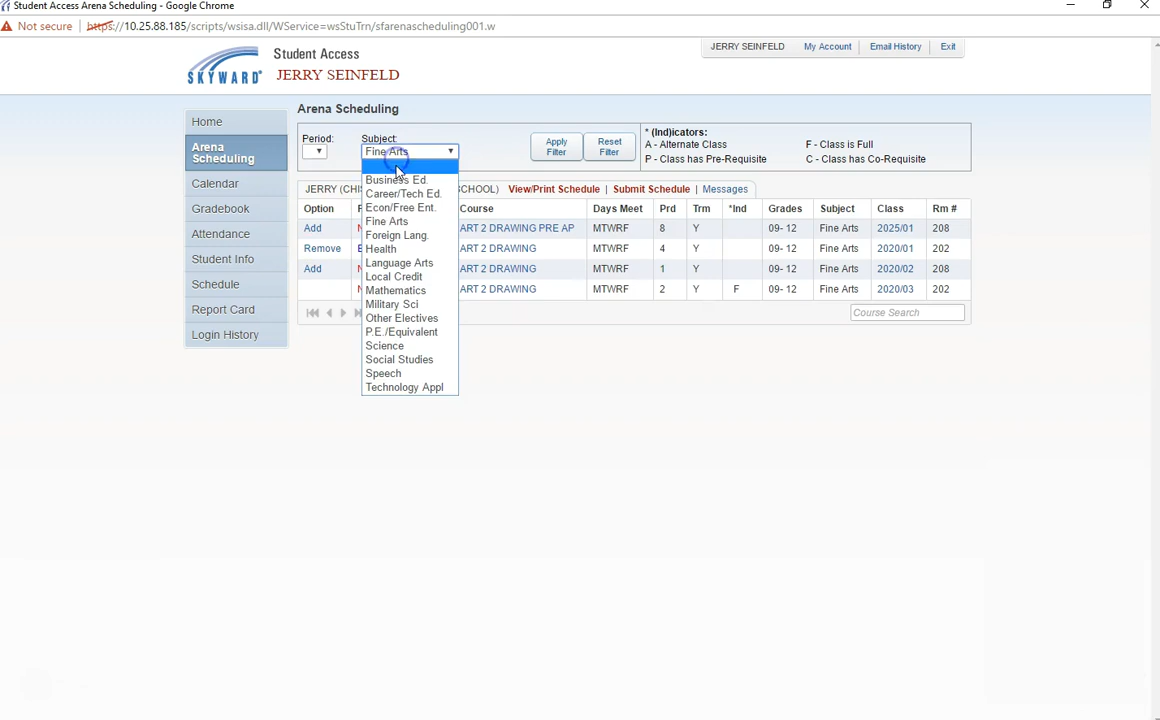 Student Access Arena Scheduling - Google Chrome
Not secure | https://10.25.88.185/scripts/wsisa.dll/WService=wsStuTrn/sfarenascheduling001.w
SKYWARD
Student Access
JERRY SEINFELD
JERRY SEINFELD My Account Email History Exit
Home
Arena Scheduling
Calendar
Gradebook
Attendance
Student Info
Schedule
Report Card
Login History
Arena Scheduling
Period: Subject:
Fine Arts
Apply Filter
Reset Filter
* (Ind)icators:
A - Alternate Class F - Class is Full
P - Class has Pre-Requisite C - Class has Co-Requisite
Business Ed.
Career/Tech Ed.
Econ/Free Ent.
Fine Arts
Foreign Lang.
Health
Language Arts
Local Credit
Mathematics
Military Sci
Other Electives
P.E./Equivalent
Science
Social Studies
Speech
Technology Appl
JERRY (CHI SCHOOL) View/Print Schedule | Submit Schedule | Messages
Option Course Days Meet Prd Trm *Ind Grades Subject Class Rm #
Add ART 2 DRAWING PRE AP MTWRF 8 Y 09- 12 Fine Arts 2025/01 208
Remove ART 2 DRAWING MTWRF 4 Y 09- 12 Fine Arts 2020/01 202
Add ART 2 DRAWING MTWRF 1 Y 09- 12 Fine Arts 2020/02 208
ART 2 DRAWING MTWRF 2 Y F 09- 12 Fine Arts 2020/03 202
Course Search